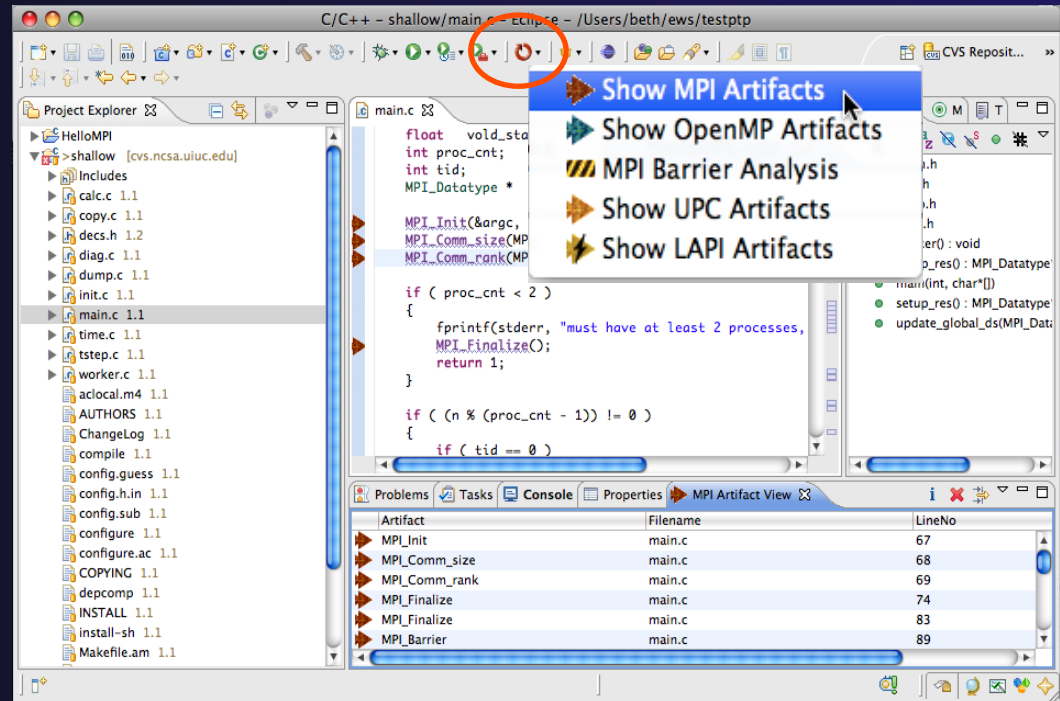 C/C++ - shallow/main.c - Eclipse - /Users/beth/ews/testptp
CVS Reposit... »
Project Explorer
HelloMPI
>shallow [cvs.ncsa.uiuc.edu]
Includes
calc.c 1.1
copy.c 1.1
decs.h 1.2
diag.c 1.1
dump.c 1.1
init.c 1.1
main.c 1.1
time.c 1.1
tstep.c 1.1
worker.c 1.1
aclocal.m4 1.1
AUTHORS 1.1
ChangeLog 1.1
compile 1.1
config.guess 1.1
config.h.in 1.1
config.sub 1.1
configure 1.1
configure.ac 1.1
COPYING 1.1
depcomp 1.1
INSTALL 1.1
install-sh 1.1
Makefile.am 1.1
main.c
float vold_sta
int proc_cnt;
int tid;
MPI_Datatype *
MPI_Init(&argc,
MPI_Comm_size(MP
MPI_Comm_rank(MP
if ( proc_cnt < 2 )
{
fprintf(stderr, "must have at least 2 processes,
MPI_Finalize();
return 1;
}
if ( (n % (proc_cnt - 1)) != 0 )
{
if ( tid == 0 )
Show MPI Artifacts
Show OpenMP Artifacts
MPI Barrier Analysis
Show UPC Artifacts
Show LAPI Artifacts
M
T
.h
h
.h
.h
er() : void
p_res() : MPI_Datatype
main(int, char*[])
setup_res() : MPI_Datatype
update_global_ds(MPI_Data
Problems
Tasks
Console
Properties
MPI Artifact View
Artifact Filename LineNo
MPI_Init main.c 67
MPI_Comm_size main.c 68
MPI_Comm_rank main.c 69
MPI_Finalize main.c 74
MPI_Finalize main.c 83
MPI_Barrier main.c 89